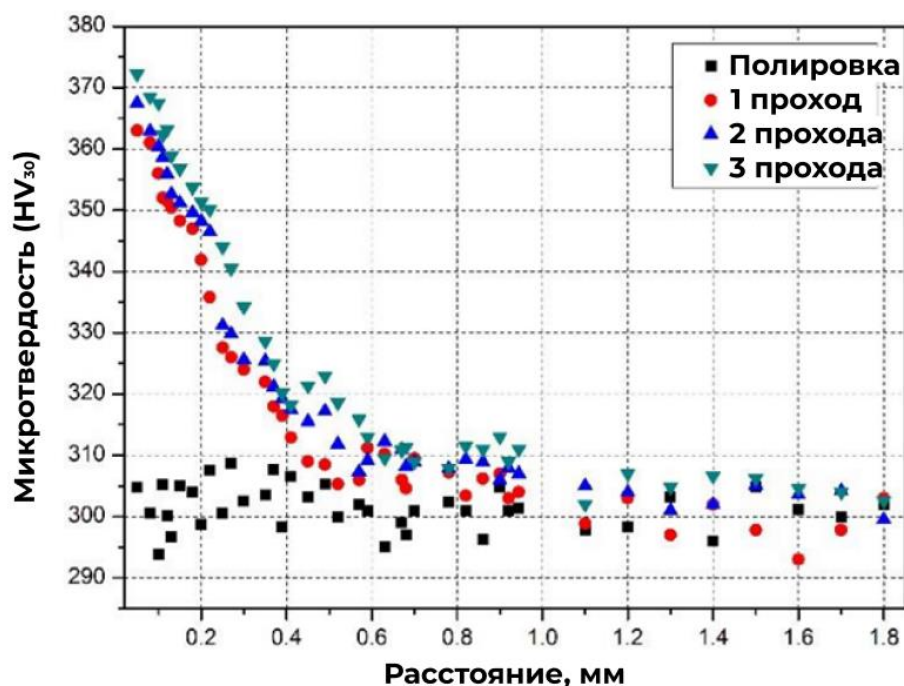 380
370
360
350
340
330
320
310
300
290
Микротвердость (HV₃₀)
Полировка
1 проход
2 прохода
3 прохода
0.2 0.4 0.6 0.8 1.0 1.2 1.4 1.6 1.8
Расстояние, мм